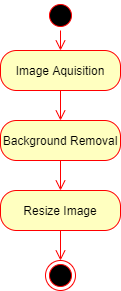 Image Aquisition
Background Removal
Resize Image